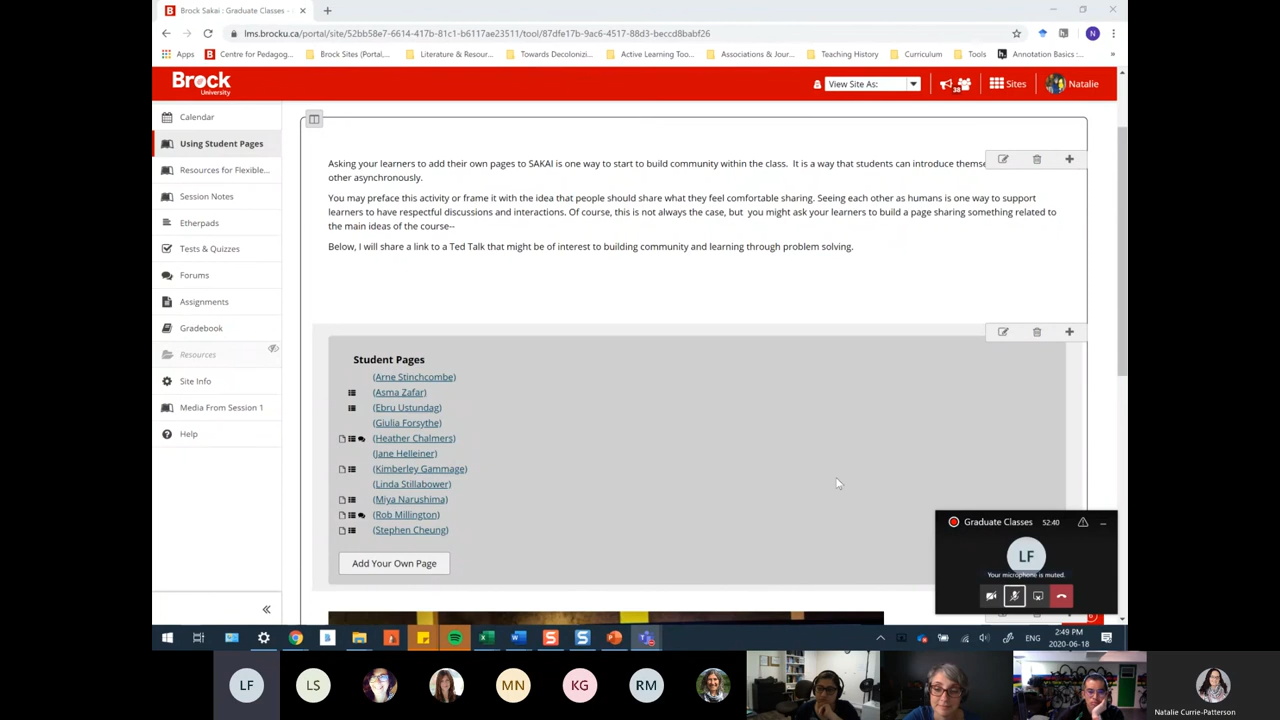 Brock Sakai : Graduate Classes -
lms.brocku.ca/portal/site/52bb58e7-6614-417b-81c1-b6117ae23511/tool/87dfe17b-9ac6-4517-88d3-beccd8babf26
Apps Centre for Pedagog... Brock Sites (Portal,... Literature & Resour... Towards Decolonizi... Active Learning Too... Associations & Jour... Teaching History Curriculum Tools Annotation Basics :... »
Brock University
View Site As: 38 Sites Natalie
Calendar
Using Student Pages
Resources for Flexible...
Session Notes
Etherpads
Tests & Quizzes
Forums
Assignments
Gradebook
Resources
Site Info
Media From Session 1
Help
Asking your learners to add their own pages to SAKAI is one way to start to build community within the class. It is a way that students can introduce themse
other asynchronously.
You may preface this activity or frame it with the idea that people should share what they feel comfortable sharing. Seeing each other as humans is one way to support
learners to have respectful discussions and interactions. Of course, this is not always the case, but you might ask your learners to build a page sharing something related to
the main ideas of the course--
Below, I will share a link to a Ted Talk that might be of interest to building community and learning through problem solving.
Student Pages
(Arne Stinchcombe)
(Asma Zafar)
(Ebru Ustundag)
(Giulia Forsythe)
(Heather Chalmers)
(Jane Helleiner)
(Kimberley Gammage)
(Linda Stillabower)
(Miya Narushima)
(Rob Millington)
(Stephen Cheung)
Add Your Own Page
Graduate Classes 52:40
LF
Your microphone is muted.
ENG
2:49 PM
2020-06-18
LF LS MN KG RM
Natalie Currie-Patterson